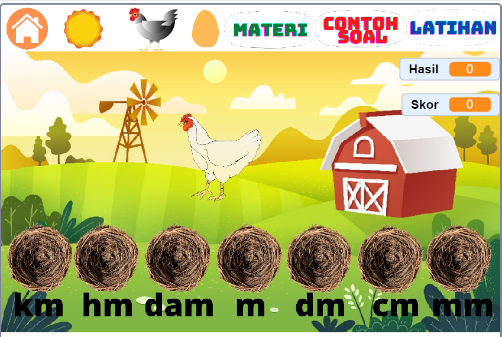 MATERI
CONTOH
SOAL
LATIHAN
Hasil 0
Skor 0
km hm dam m dm cm mm